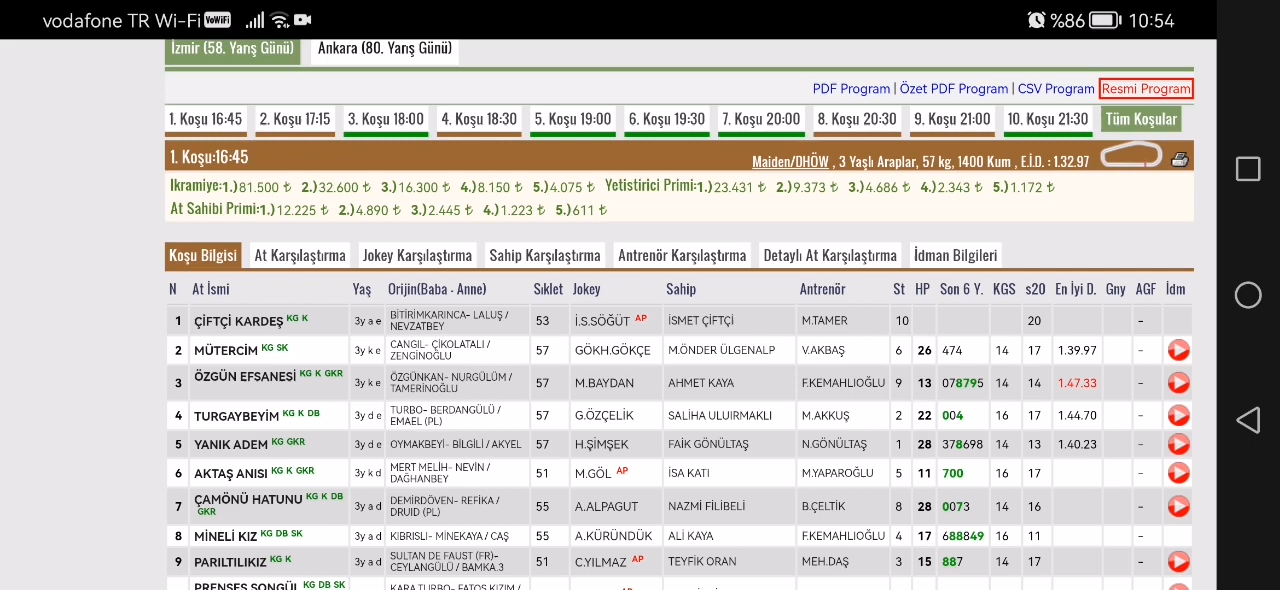 vodafone TR Wi-Fi VoWiFi %86 10:54
İzmir (58. Yarış Günü) Ankara (80. Yarış Günü)
PDF Program | Özet PDF Program | CSV Program Resmi Program
1. Koşu 16:45 2. Koşu 17:15 3. Koşu 18:00 4. Koşu 18:30 5. Koşu 19:00 6. Koşu 19:30 7. Koşu 20:00 8. Koşu 20:30 9. Koşu 21:00 10. Koşu 21:30 Tüm Koşular
1. Koşu:16:45 Maiden/DHÖW , 3 Yaşlı Araplar, 57 kg, 1400 Kum , E.İ.D. : 1.32.97
Ikramiye:1.)81.500 ₺ 2.)32.600 ₺ 3.)16.300 ₺ 4.)8.150 ₺ 5.)4.075 ₺ Yetistirici Primi:1.)23.431 ₺ 2.)9.373 ₺ 3.)4.686 ₺ 4.)2.343 ₺ 5.)1.172 ₺
At Sahibi Primi:1.)12.225 ₺ 2.)4.890 ₺ 3.)2.445 ₺ 4.)1.223 ₺ 5.)611 ₺
Koşu Bilgisi At Karşılaştırma Jokey Karşılaştırma Sahip Karşılaştırma Antrenör Karşılaştırma Detaylı At Karşılaştırma İdman Bilgileri
N At İsmi Yaş Orijin(Baba - Anne) Sıklet Jokey Sahip Antrenör St HP Son 6 Y. KGS s20 En İyi D. Gny AGF İdm
1 ÇİFTÇİ KARDEŞ KG K 3y a e BİTİRİMKARINCA- LALUŞ / NEVZATBEY 53 İ.S.SÖĞÜT AP İSMET ÇİFTÇİ M.TAMER 10 20 -
2 MÜTERCİM KG SK 3y k e CANGIL- ÇİKOLATALI / ZENGİNOĞLU 57 GÖKH.GÖKÇE M.ÖNDER ÜLGENALP V.AKBAŞ 6 26 474 14 17 1.39.97 -
3 ÖZGÜN EFSANESİ KG K GKR 3y k e ÖZGÜNKAN- NURGÜLÜM / TAMERİNOĞLU 57 M.BAYDAN AHMET KAYA F.KEMAHLIOĞLU 9 13 078795 14 14 1.47.33 -
4 TURGAYBEYİM KG K DB 3y d e TURBO- BERDANGÜLÜ / EMAEL (PL) 57 G.ÖZÇELİK SALİHA ULUIRMAKLI M.AKKUŞ 2 22 004 16 17 1.44.70 -
5 YANIK ADEM KG GKR 3y d e OYMAKBEYİ- BİLGİLİ / AKYEL 57 H.ŞİMŞEK FAİK GÖNÜLTAŞ N.GÖNÜLTAŞ 1 28 378698 14 13 1.40.23 -
6 AKTAŞ ANISI KG K GKR 3y k d MERT MELİH- NEVİN / DAĞHANBEY 51 M.GÖL AP İSA KATI M.YAPAROĞLU 5 11 700 16 17 -
7 ÇAMÖNÜ HATUNU KG K DB GKR 3y a d DEMİRDÖVEN- REFİKA / DRUID (PL) 55 A.ALPAGUT NAZMİ FİLİBELİ B.ÇELTİK 8 28 0073 14 16 -
8 MİNELİ KIZ KG DB SK 3y a d KIBRISLI- MİNEKAYA / CAŞ 55 A.KÜRÜNDÜK ALİ KAYA F.KEMAHLIOĞLU 4 17 688849 16 11 -
9 PARILTILIKIZ KG K 3y a d SULTAN DE FAUST (FR)- CEYLANGÜLÜ / BAMKA.3 51 C.YILMAZ AP TEYFİK ORAN MEH.DAŞ 3 15 887 14 17 -
PRENSES SONGÜL KG DB SK KARA TURBO- FATOŞ KIZIM /